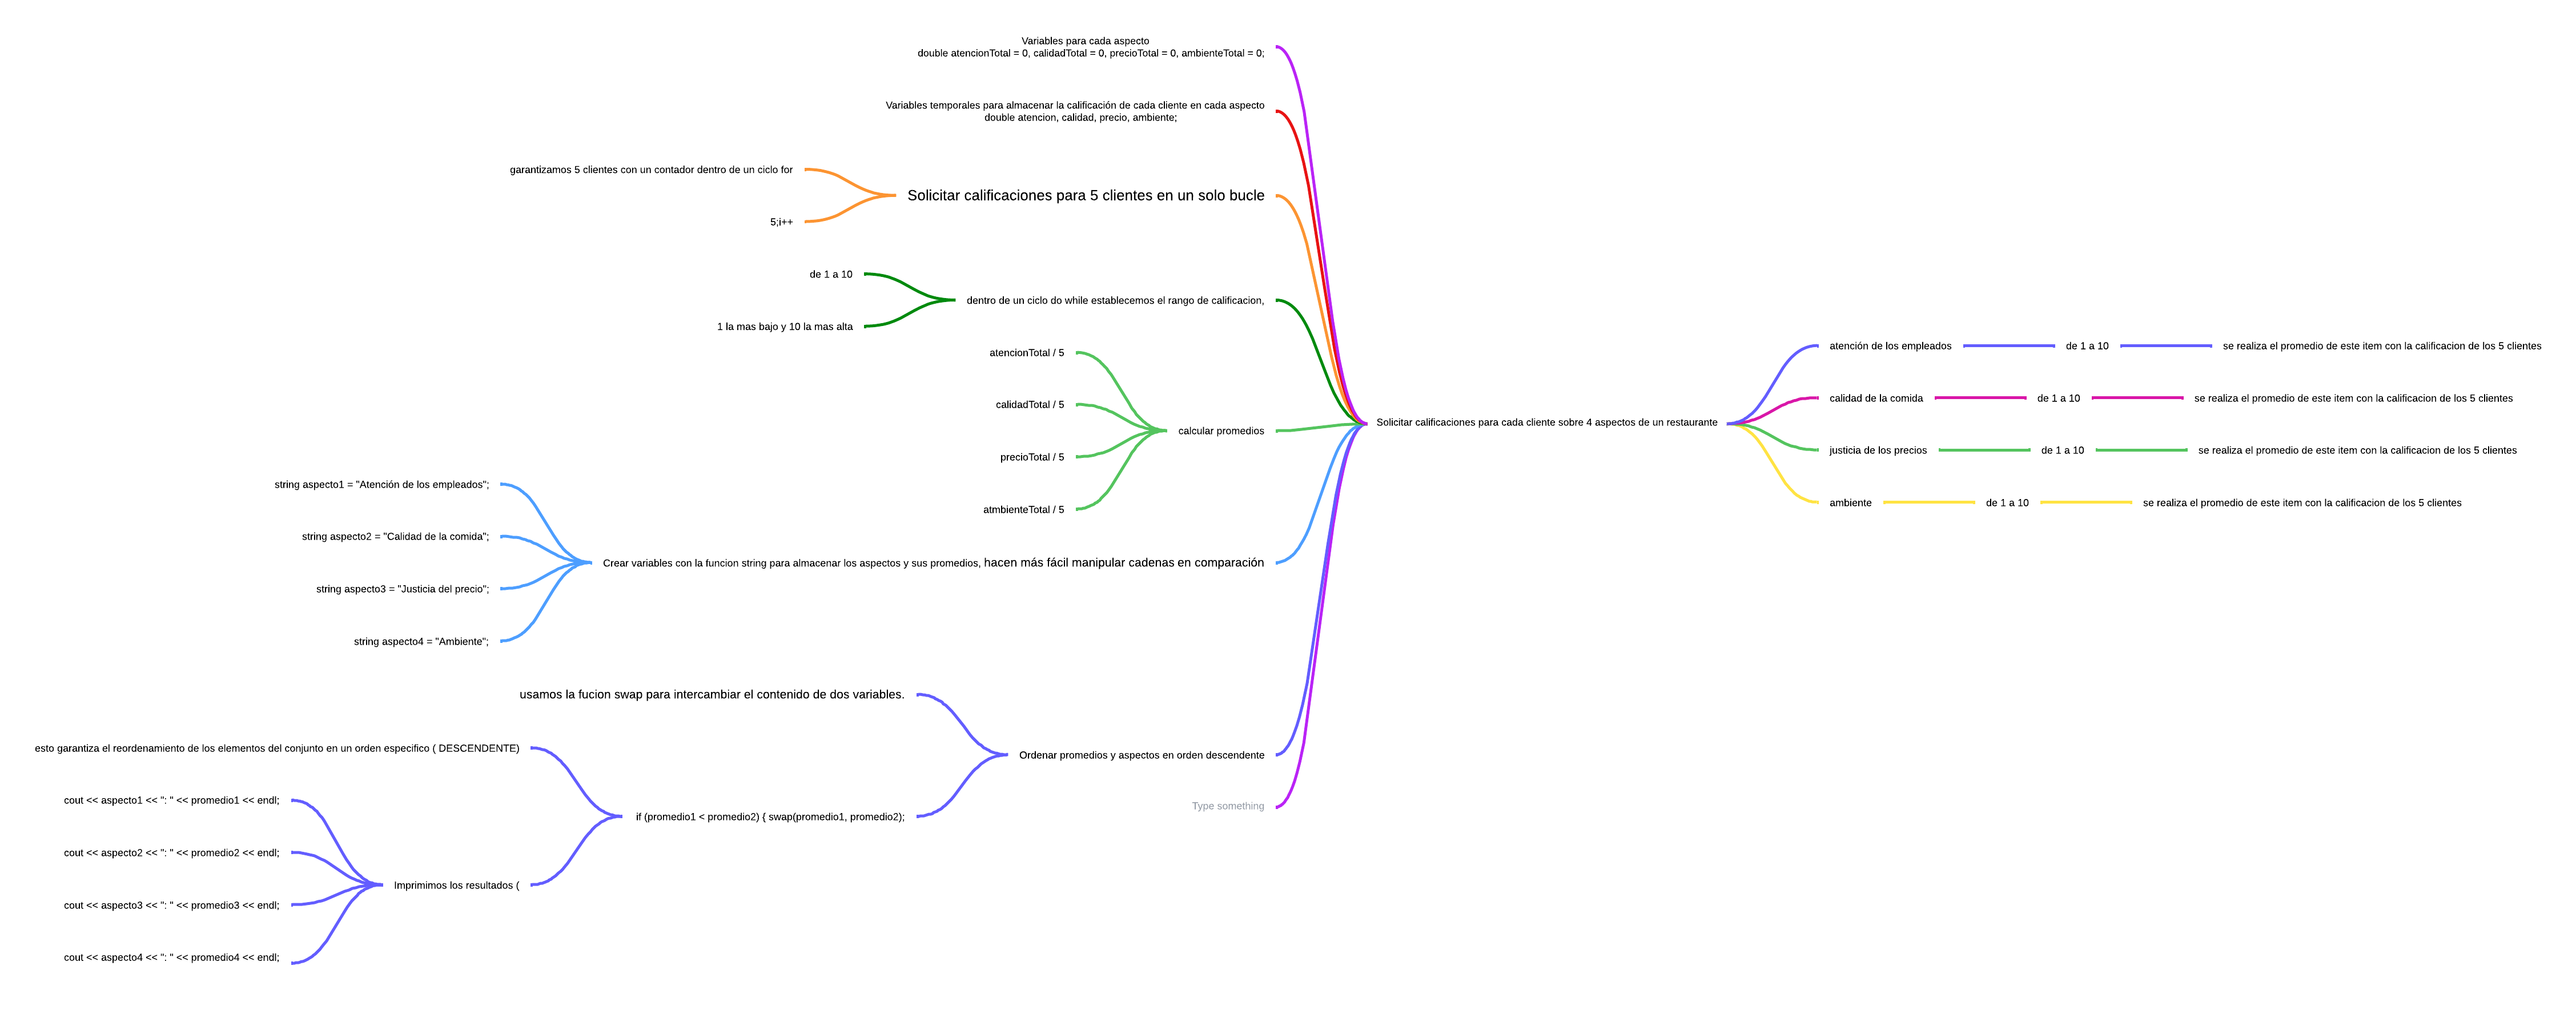 Variables para cada aspecto
double atencionTotal = 0, calidadTotal = 0, precioTotal = 0, ambienteTotal = 0;
Variables temporales para almacenar la calificación de cada cliente en cada aspecto
double atencion, calidad, precio, ambiente;
garantizamos 5 clientes con un contador dentro de un ciclo for
Solicitar calificaciones para 5 clientes en un solo bucle
5;i++
de 1 a 10
dentro de un ciclo do while establecemos el rango de calificacion,
1 la mas bajo y 10 la mas alta
atencionTotal / 5
calidadTotal / 5
calcular promedios
precioTotal / 5
atmbienteTotal / 5
string aspecto1 = "Atención de los empleados";
string aspecto2 = "Calidad de la comida";
Crear variables con la funcion string para almacenar los aspectos y sus promedios, hacen más fácil manipular cadenas en comparación
string aspecto3 = "Justicia del precio";
string aspecto4 = "Ambiente";
usamos la fucion swap para intercambiar el contenido de dos variables.
Ordenar promedios y aspectos en orden descendente
esto garantiza el reordenamiento de los elementos del conjunto en un orden especifico ( DESCENDENTE)
if (promedio1 < promedio2) { swap(promedio1, promedio2);
cout << aspecto1 << ": " << promedio1 << endl;
cout << aspecto2 << ": " << promedio2 << endl;
Imprimimos los resultados (
cout << aspecto3 << ": " << promedio3 << endl;
cout << aspecto4 << ": " << promedio4 << endl;
Type something
Solicitar calificaciones para cada cliente sobre 4 aspectos de un restaurante
atención de los empleados
de 1 a 10
se realiza el promedio de este item con la calificacion de los 5 clientes
calidad de la comida
de 1 a 10
se realiza el promedio de este item con la calificacion de los 5 clientes
justicia de los precios
de 1 a 10
se realiza el promedio de este item con la calificacion de los 5 clientes
ambiente
de 1 a 10
se realiza el promedio de este item con la calificacion de los 5 clientes